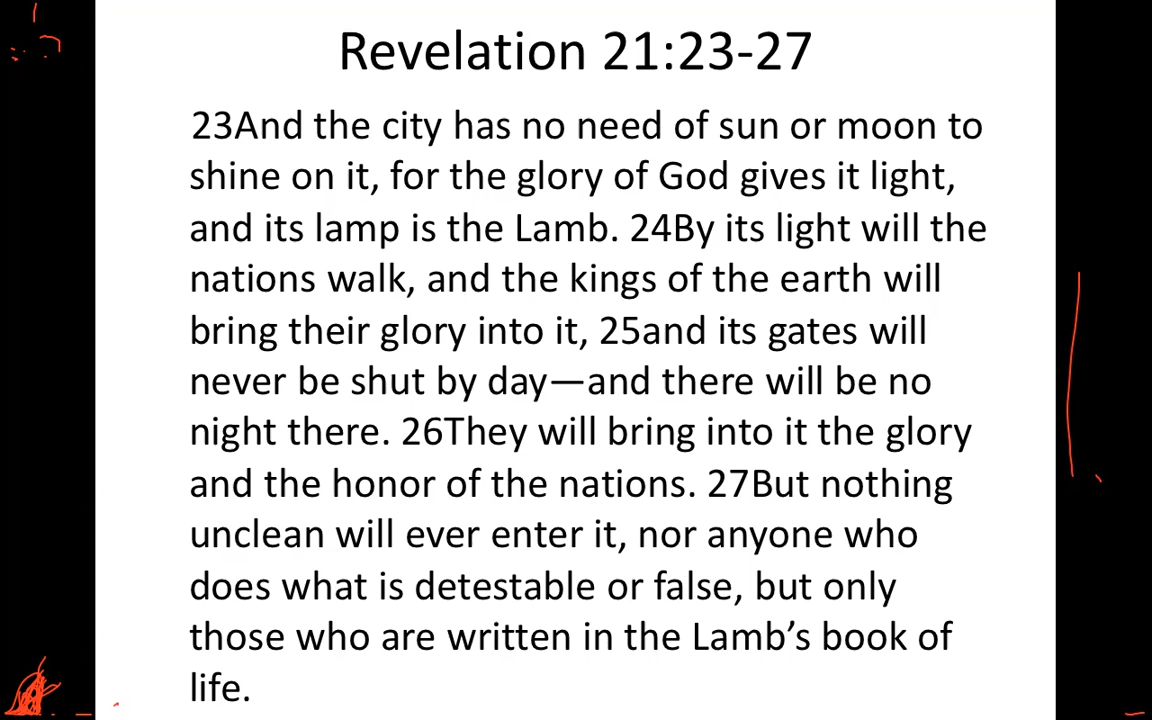 Revelation 21:23-27
23And the city has no need of sun or moon to
shine on it, for the glory of God gives it light,
and its lamp is the Lamb. 24By its light will the
nations walk, and the kings of the earth will
bring their glory into it, 25and its gates will
never be shut by day—and there will be no
night there. 26They will bring into it the glory
and the honor of the nations. 27But nothing
unclean will ever enter it, nor anyone who
does what is detestable or false, but only
those who are written in the Lamb’s book of
life.